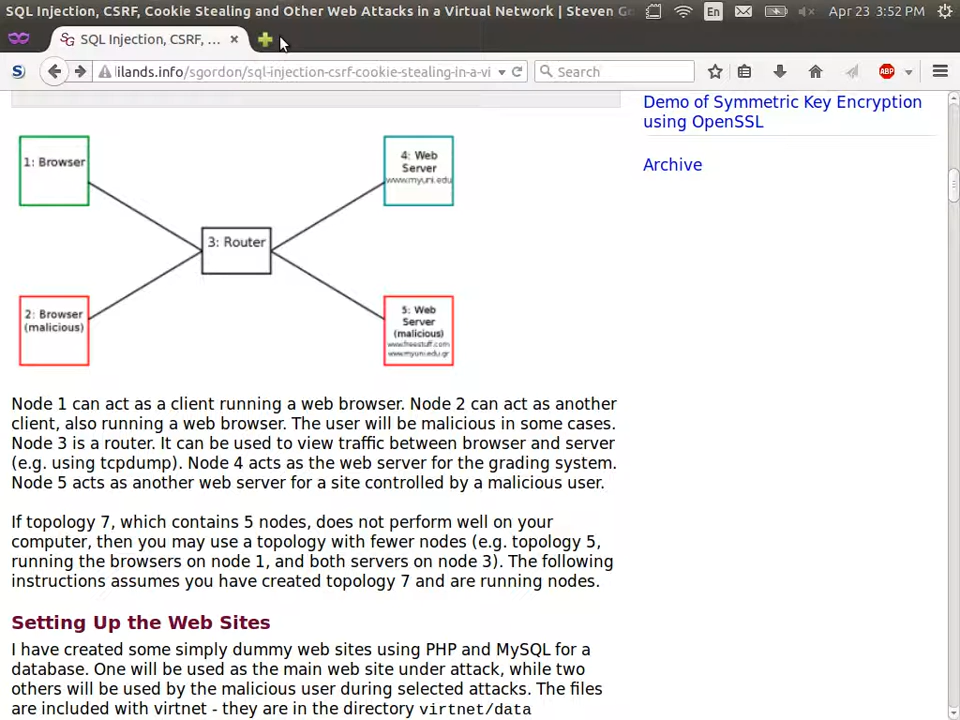 SQL Injection, CSRF, Cookie Stealing and Other Web Attacks in a Virtual Network | Steven Go
En
Apr 23 3:52 PM
SQL Injection, CSRF, ...
ilands.info/sgordon/sql-injection-csrf-cookie-stealing-in-a-vi
Search
ABP
Demo of Symmetric Key Encryption
using OpenSSL
Archive
1: Browser
4: Web
Server
www.myuni.edu
3: Router
2: Browser
(malicious)
5: Web
Server
(malicious)
www.freestuff.com
www.myuni.edu.gr
Node 1 can act as a client running a web browser. Node 2 can act as another
client, also running a web browser. The user will be malicious in some cases.
Node 3 is a router. It can be used to view traffic between browser and server
(e.g. using tcpdump). Node 4 acts as the web server for the grading system.
Node 5 acts as another web server for a site controlled by a malicious user.
If topology 7, which contains 5 nodes, does not perform well on your
computer, then you may use a topology with fewer nodes (e.g. topology 5,
running the browsers on node 1, and both servers on node 3). The following
instructions assumes you have created topology 7 and are running nodes.
Setting Up the Web Sites
I have created some simply dummy web sites using PHP and MySQL for a
database. One will be used as the main web site under attack, while two
others will be used by the malicious user during selected attacks. The files
are included with virtnet - they are in the directory virtnet/data